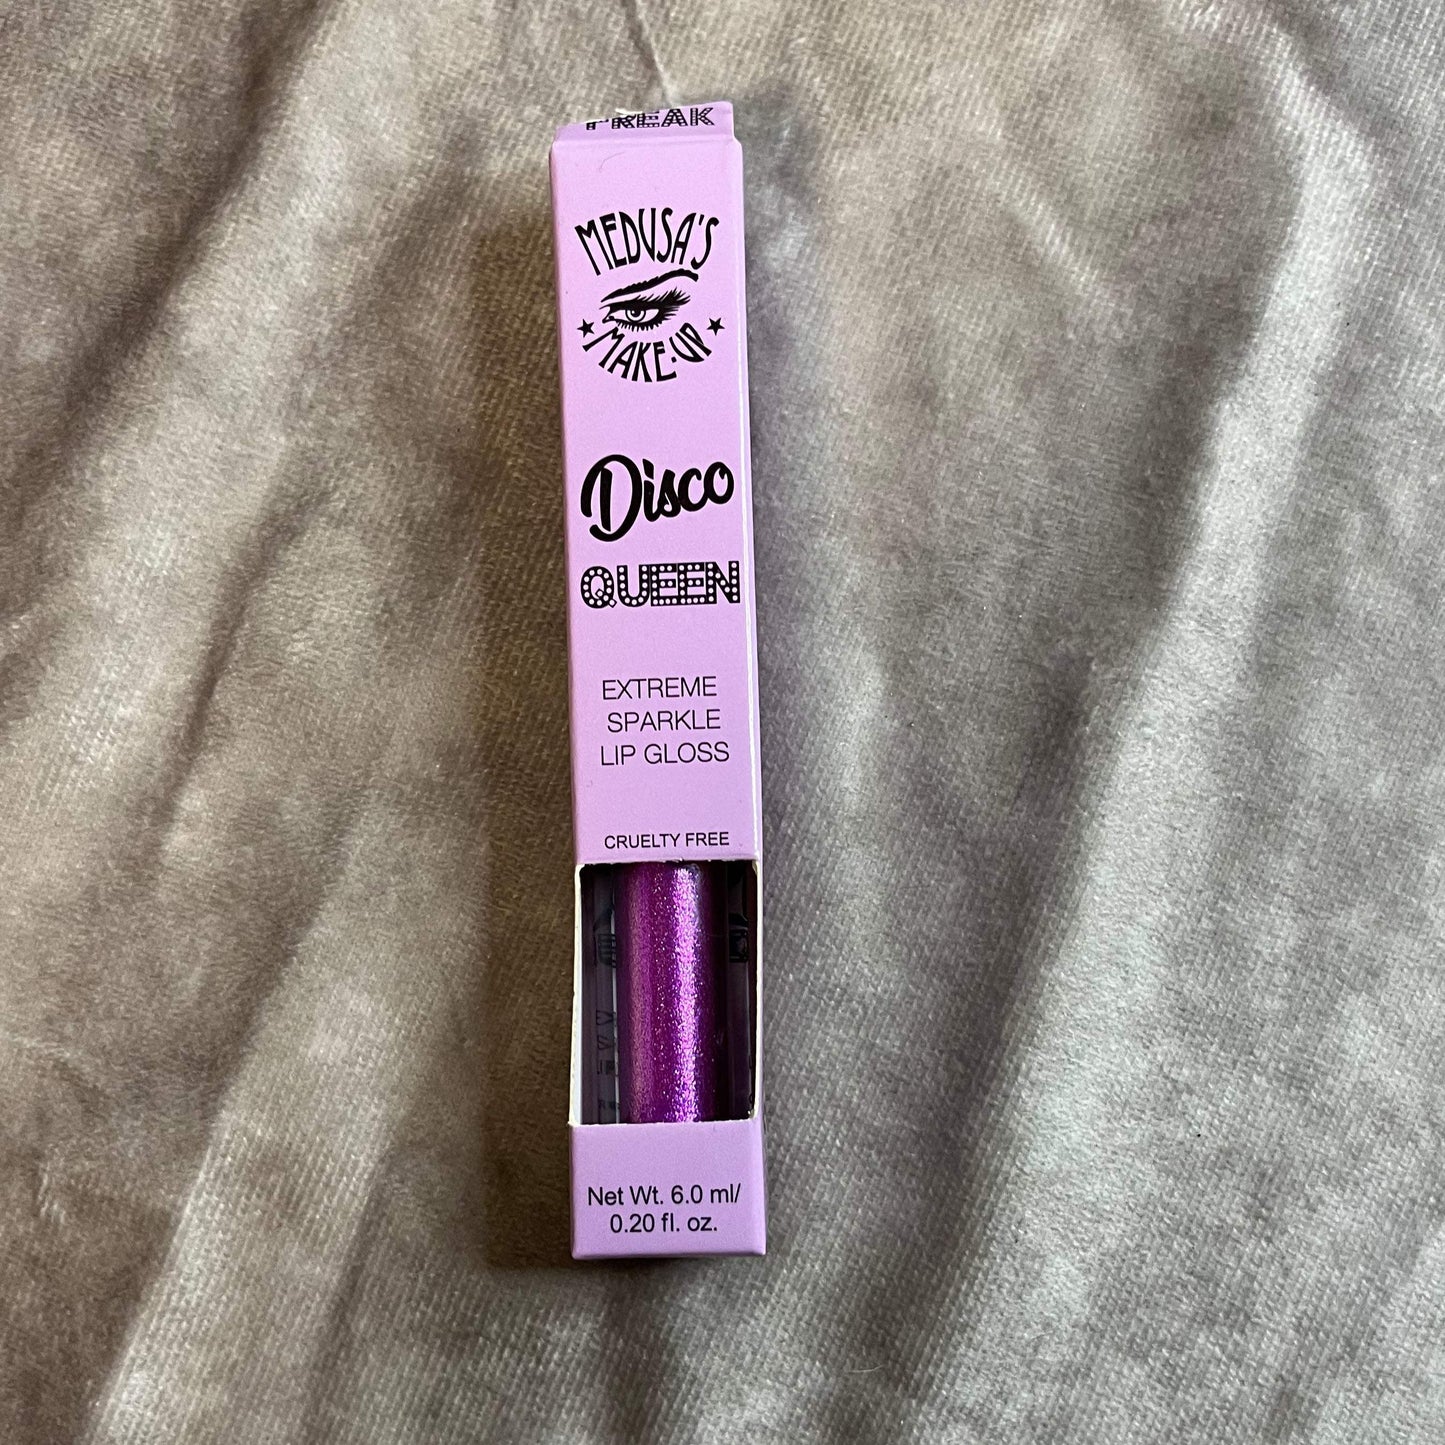 FREAK
MEDUSA'S
MAKE-UP
Disco
QUEEN
EXTREME
SPARKLE
LIP GLOSS
CRUELTY FREE
Net Wt. 6.0 ml/
0.20 fl. oz.